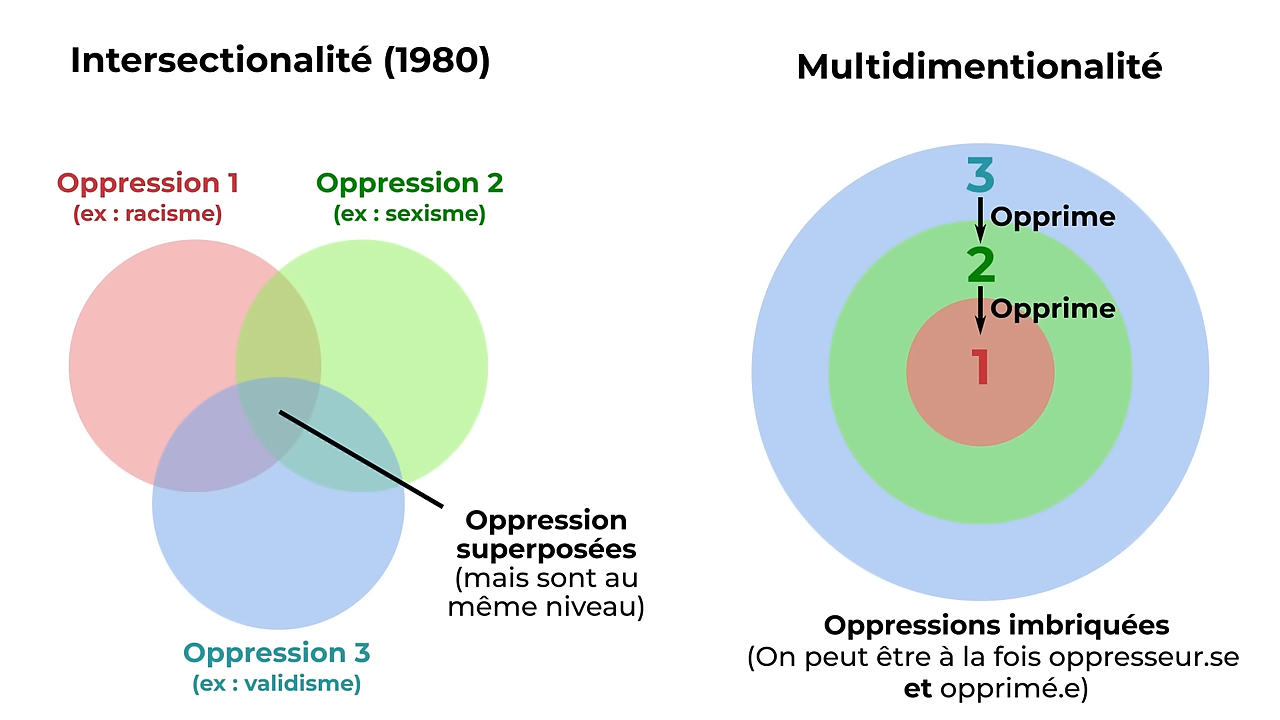 Intersectionalité (1980)
Oppression 1
(ex : racisme)
Oppression 2
(ex : sexisme)
Oppression
superposées
(mais sont au
même niveau)
Oppression 3
(ex : validisme)
Multidimentionalité
3
Opprime
2
Opprime
1
Oppressions imbriquées
(On peut être à la fois oppresseur.se
et opprimé.e)